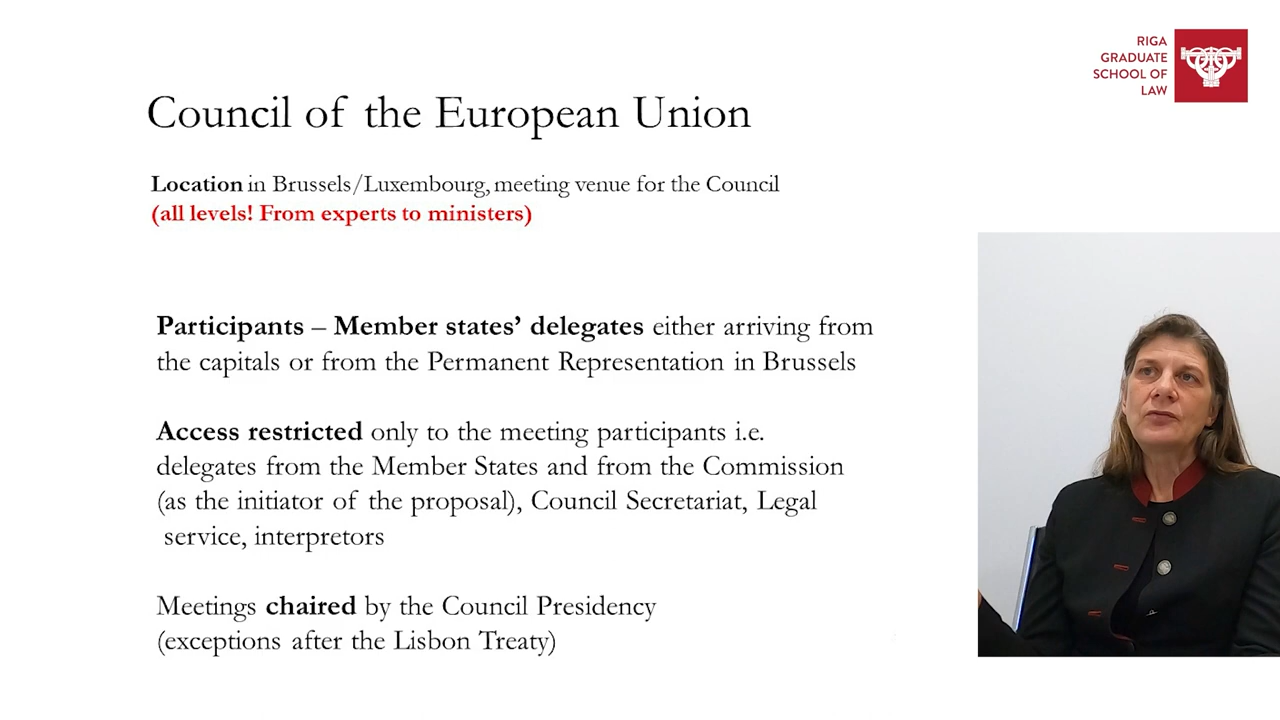 RIGA
GRADUATE
SCHOOL OF
LAW
Council of the European Union
Location in Brussels/Luxembourg, meeting venue for the Council
(all levels! From experts to ministers)
Participants – Member states’ delegates either arriving from
the capitals or from the Permanent Representation in Brussels
Access restricted only to the meeting participants i.e.
delegates from the Member States and from the Commission
(as the initiator of the proposal), Council Secretariat, Legal
service, interpretors
Meetings chaired by the Council Presidency
(exceptions after the Lisbon Treaty)